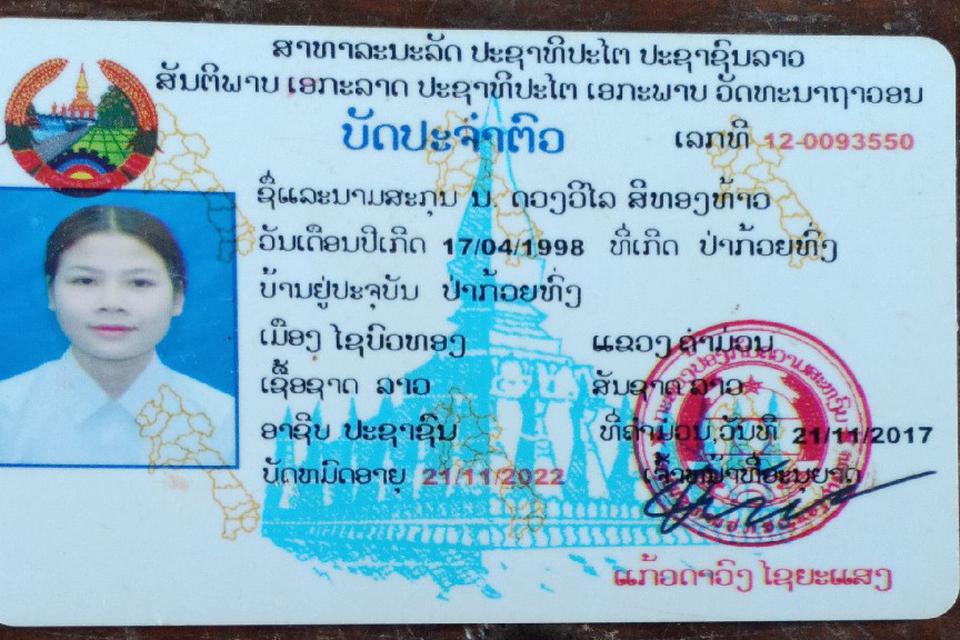 ສາທາລະນະລັດ ປະຊາທິປະໄຕ ປະຊາຊົນລາວ
ສັນຕິພາບ ເອກະລາດ ປະຊາທິປະໄຕ ເອກະພາບ ວັດທະນາຖາວອນ
ບັດປະຈຳຕົວ ເລກທີ 12-0093550
ຊື່ແລະນາມສະກຸນ ນ. ດວງວິໄລ ສີທອງທ້າວ
ວັນເດືອນປີເກີດ 17/04/1998 ທີ່ເກີດ ປ່າກ້ວຍທົ່ງ
ບ້ານຢູ່ປະຈຸບັນ ປ່າກ້ວຍທົ່ງ
ເມືອງ ໄຊບົວທອງ ແຂວງ ຄຳມ່ວນ
ເຊື້ອຊາດ ລາວ ສັນຊາດ ລາວ
ອາຊີບ ປະຊາຊົນ ທີ່ຄຳມ່ວນ,ວັນທີ 21/11/2017
ບັດຫມົດອາຍຸ 21/11/2022 ເຈົ້າຫນ້າທີ່ອະນຸຍາດ
ແກ້ວດາວົງ ໄຊຍະແສງ